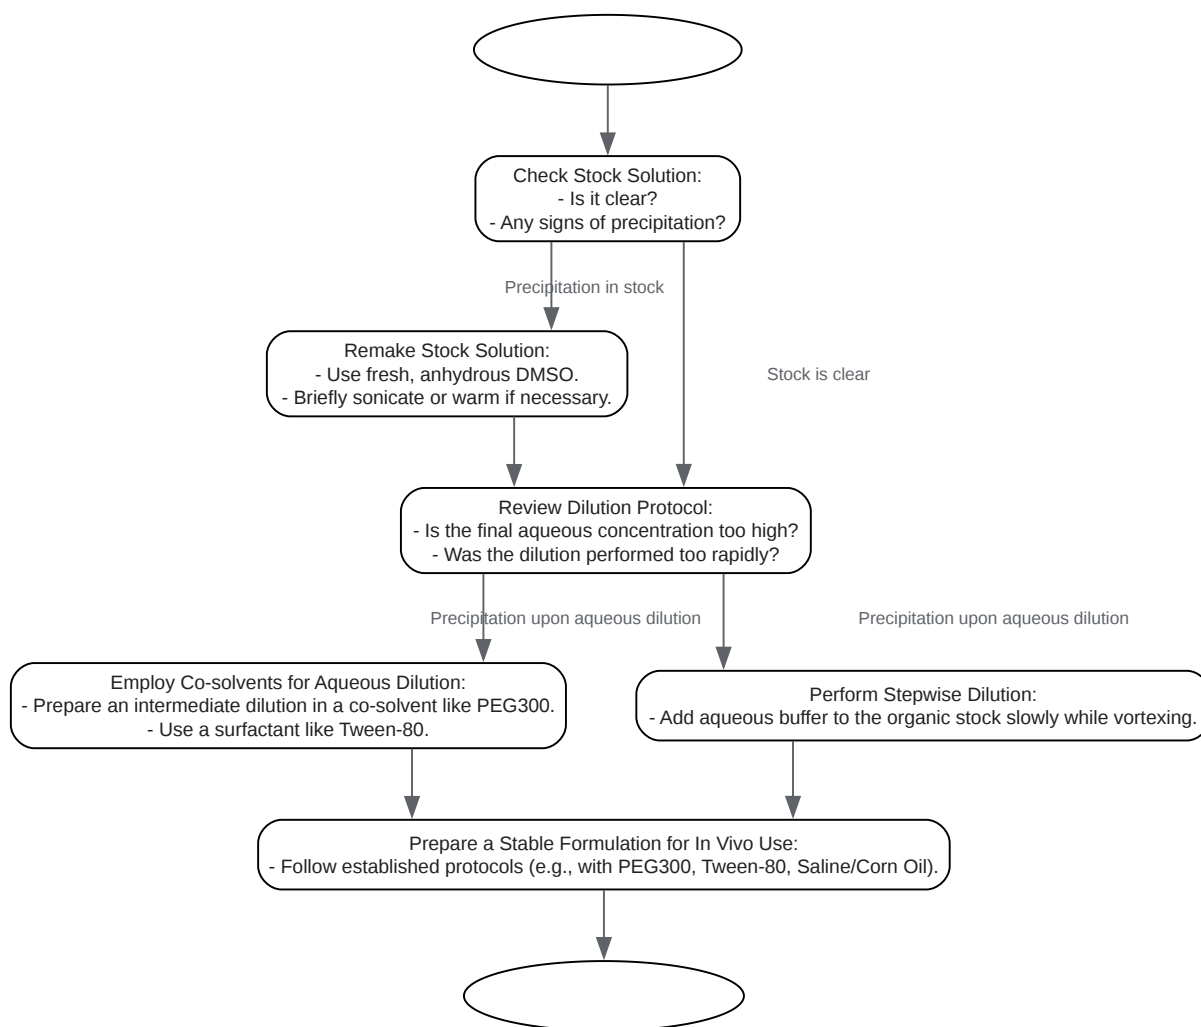 Check Stock Solution:
- Is it clear?
- Any signs of precipitation?
Precipitation in stock
Remake Stock Solution:
- Use fresh, anhydrous DMSO.
- Briefly sonicate or warm if necessary.
Stock is clear
Review Dilution Protocol:
- Is the final aqueous concentration too high?
- Was the dilution performed too rapidly?
Precipitation upon aqueous dilution
Precipitation upon aqueous dilution
Employ Co-solvents for Aqueous Dilution:
- Prepare an intermediate dilution in a co-solvent like PEG300.
- Use a surfactant like Tween-80.
Perform Stepwise Dilution:
- Add aqueous buffer to the organic stock slowly while vortexing.
Prepare a Stable Formulation for In Vivo Use:
- Follow established protocols (e.g., with PEG300, Tween-80, Saline/Corn Oil).